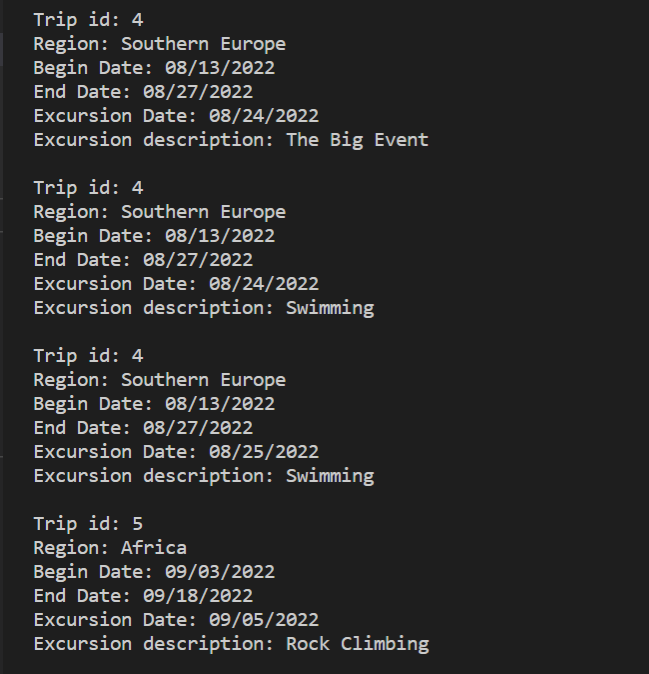 Trip id: 4
Region: Southern Europe
Begin Date: 08/13/2022
End Date: 08/27/2022
Excursion Date: 08/24/2022
Excursion description: The Big Event

Trip id: 4
Region: Southern Europe
Begin Date: 08/13/2022
End Date: 08/27/2022
Excursion Date: 08/24/2022
Excursion description: Swimming

Trip id: 4
Region: Southern Europe
Begin Date: 08/13/2022
End Date: 08/27/2022
Excursion Date: 08/25/2022
Excursion description: Swimming

Trip id: 5
Region: Africa
Begin Date: 09/03/2022
End Date: 09/18/2022
Excursion Date: 09/05/2022
Excursion description: Rock Climbing